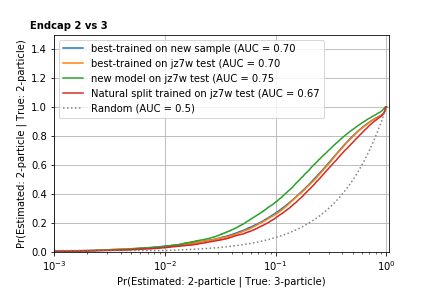 Endcap 2 vs 3
Pr(Estimated: 2-particle | True: 2-particle)
1.4
1.2
1.0
0.8
0.6
0.4
0.2
0.0
best-trained on new sample (AUC = 0.70
best-trained on jz7w test (AUC = 0.70
new model on jz7w test (AUC = 0.75
Natural split trained on jz7w test (AUC = 0.67
Random (AUC = 0.5)
10⁻³ 10⁻² 10⁻¹ 10⁰
Pr(Estimated: 2-particle | True: 3-particle)